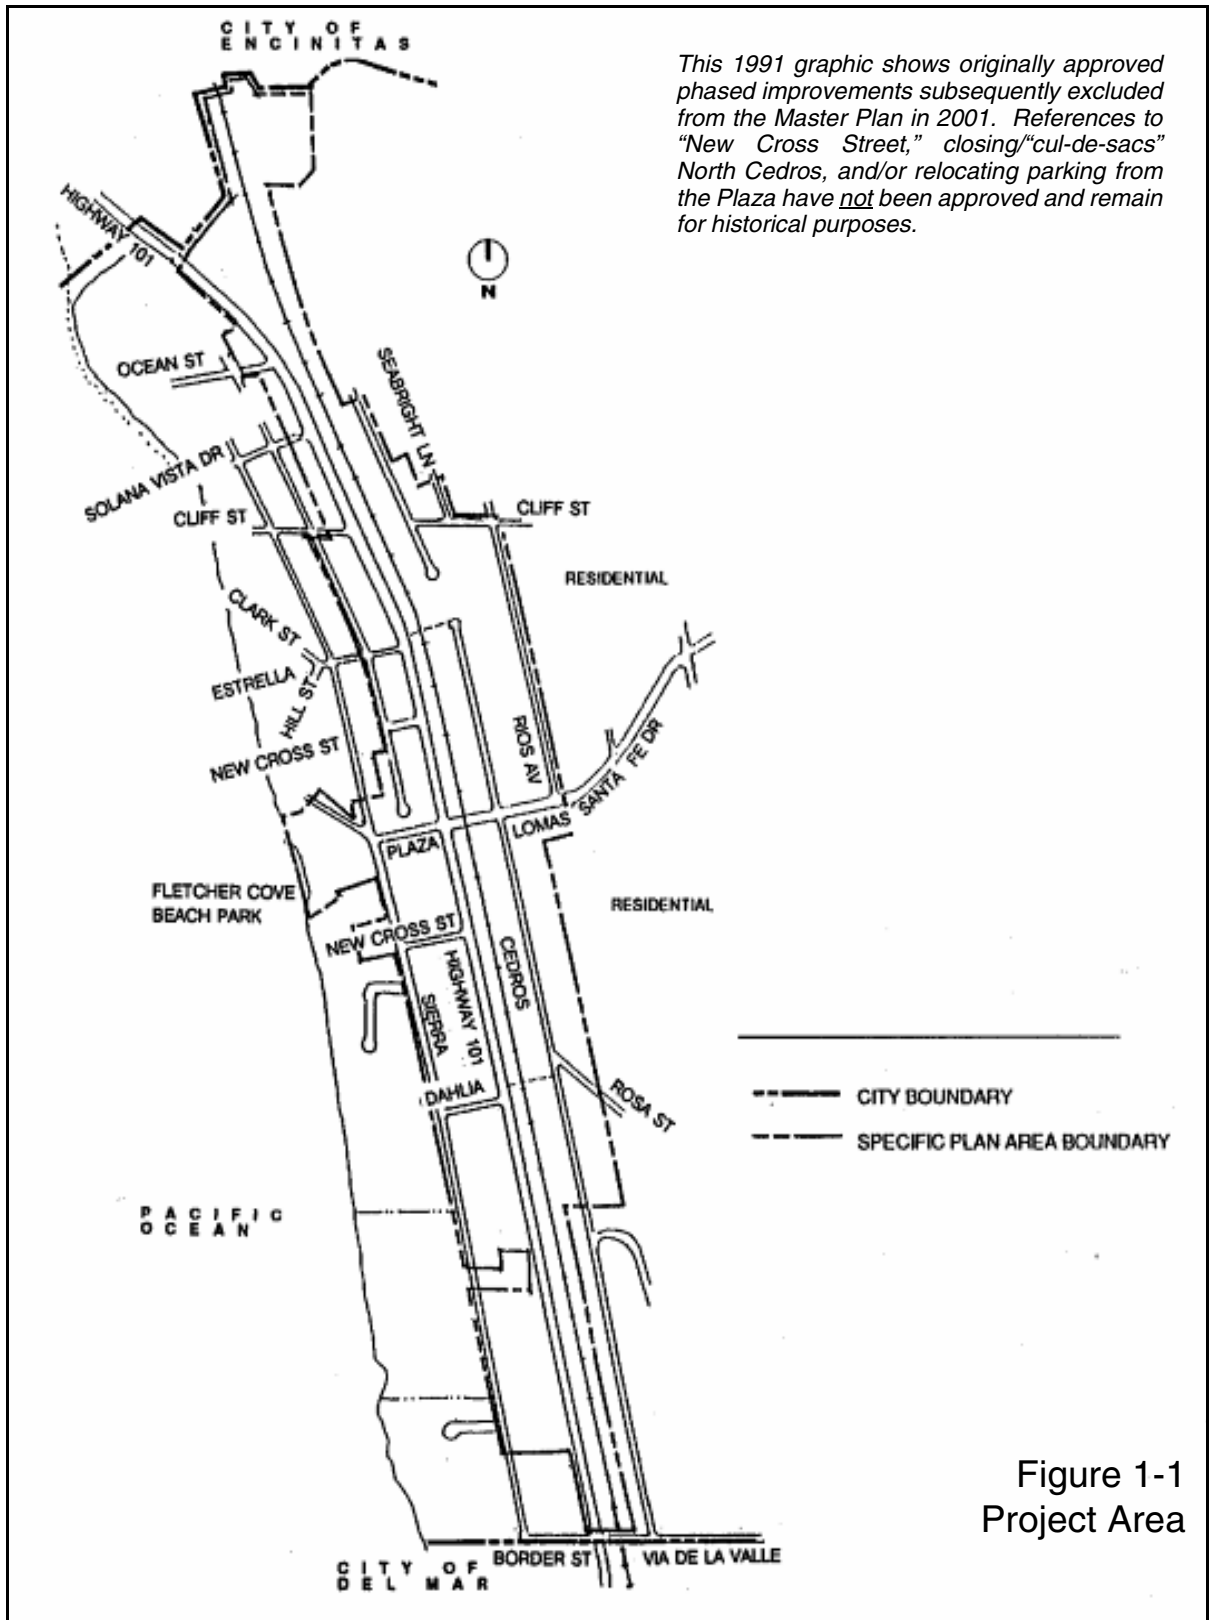 CITY OF
ENCINITAS
This 1991 graphic shows originally approved
phased improvements subsequently excluded
from the Master Plan in 2001. References to
“New Cross Street,” closing/“cul-de-sacs”
North Cedros, and/or relocating parking from
the Plaza have not been approved and remain
for historical purposes.
HIGHWAY 101
N
OCEAN ST
SEABRIGHT LN
SOLANA VISTA DR
CLIFF ST
CLIFF ST
RESIDENTIAL
CLARK ST
ESTRELLA
HILL ST
RIOS AV
NEW CROSS ST
LOMAS SANTA FE DR
PLAZA
FLETCHER COVE
BEACH PARK
RESIDENTIAL
NEW CROSS ST
CEDROS
HIGHWAY 101
SIERRA
DAHLIA
ROSA ST
CITY BOUNDARY
SPECIFIC PLAN AREA BOUNDARY
PACIFIC
OCEAN
Figure 1-1
Project Area
BORDER ST
VIA DE LA VALLE
CITY OF
DEL MAR